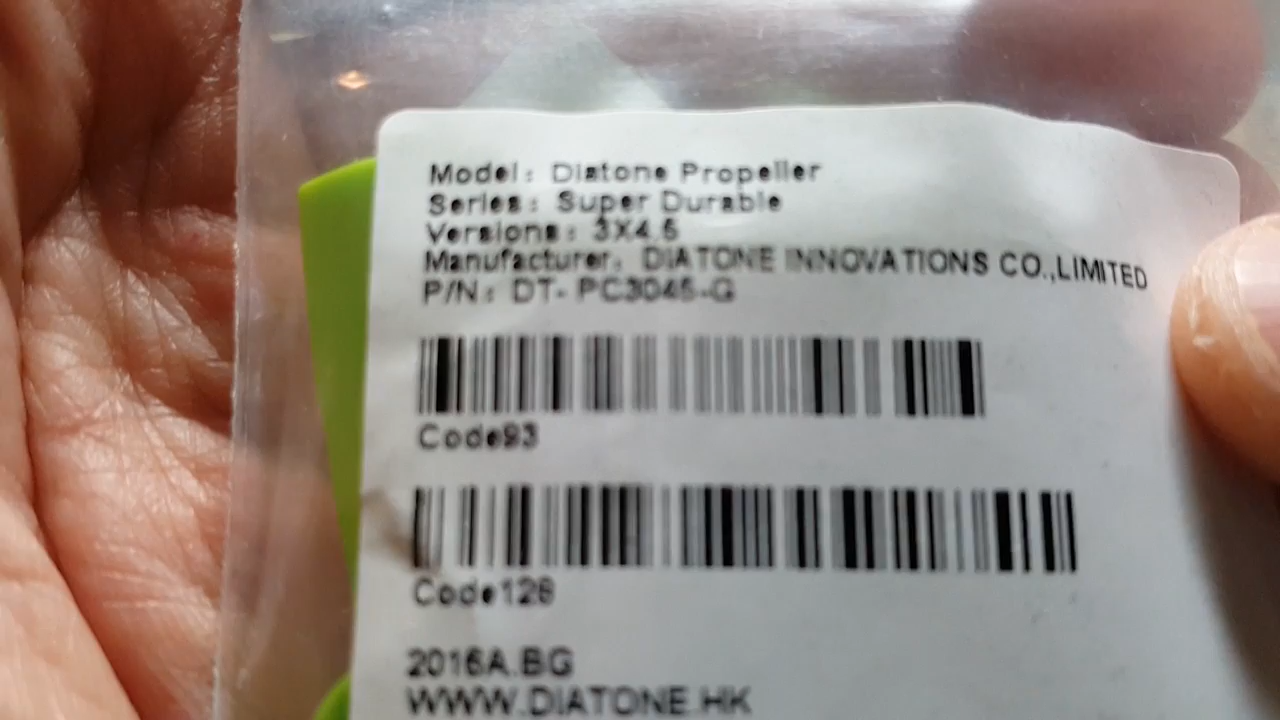 Model: Diatone Propeller
Series: Super Durable
Versions: 3X4.5
Manufacturer: DIATONE INNOVATIONS CO.,LIMITED
P/N: DT- PC3045-G
Code93
Code128
2016A.BG
WWW.DIATONE.HK